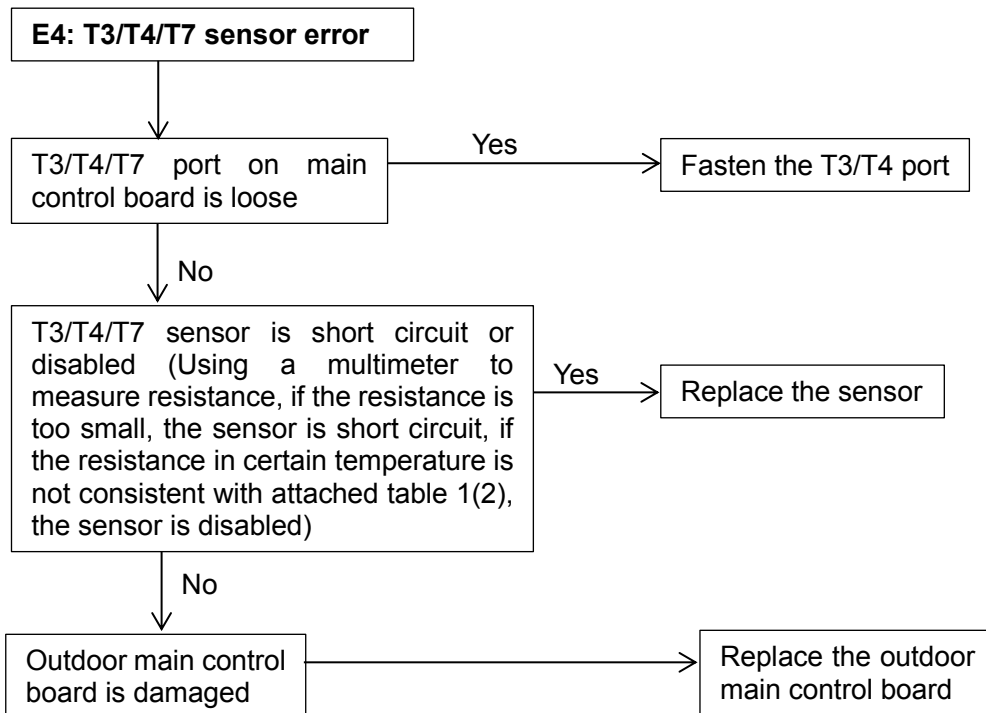 E4: T3/T4/T7 sensor error
T3/T4/T7 port on main
control board is loose
Yes
Fasten the T3/T4 port
No
T3/T4/T7 sensor is short circuit or
disabled (Using a multimeter to
measure resistance, if the resistance is
too small, the sensor is short circuit, if
the resistance in certain temperature is
not consistent with attached table 1(2),
the sensor is disabled)
Yes
Replace the sensor
No
Outdoor main control
board is damaged
Replace the outdoor
main control board